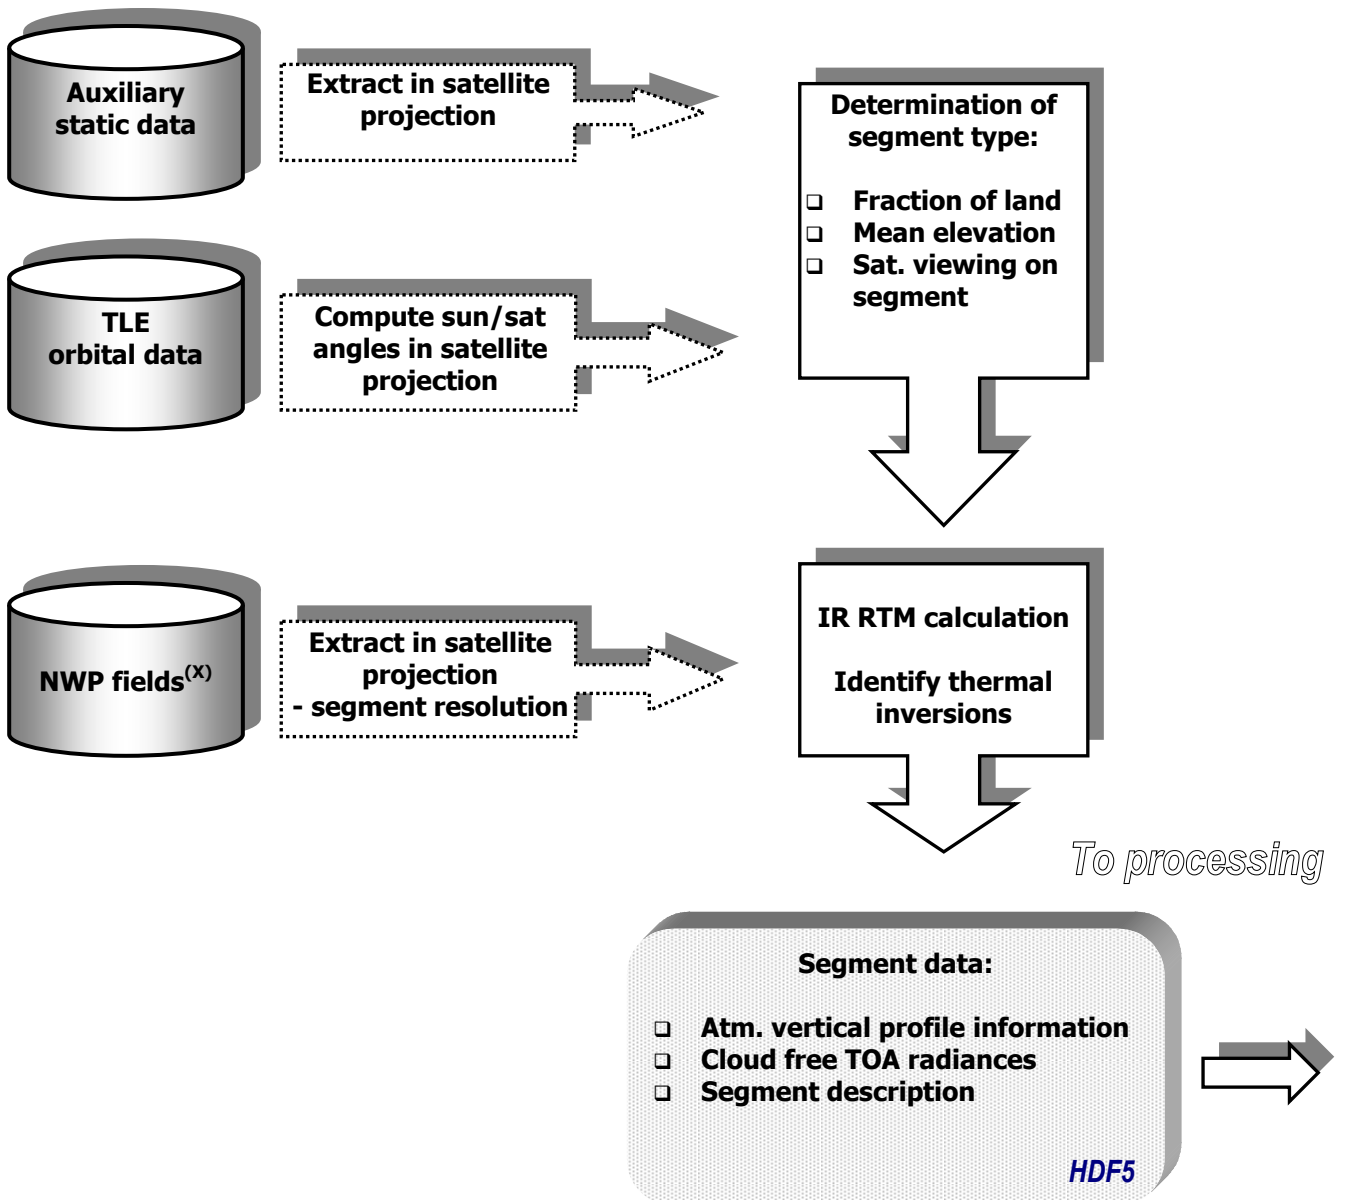 Auxiliary
static data
Extract in satellite
projection
Determination of
segment type:
❑ Fraction of land
❑ Mean elevation
❑ Sat. viewing on
segment
TLE
orbital data
Compute sun/sat
angles in satellite
projection
NWP fields(X)
Extract in satellite
projection
- segment resolution
IR RTM calculation
Identify thermal
inversions
To processing
Segment data:
❑ Atm. vertical profile information
❑ Cloud free TOA radiances
❑ Segment description
HDF5